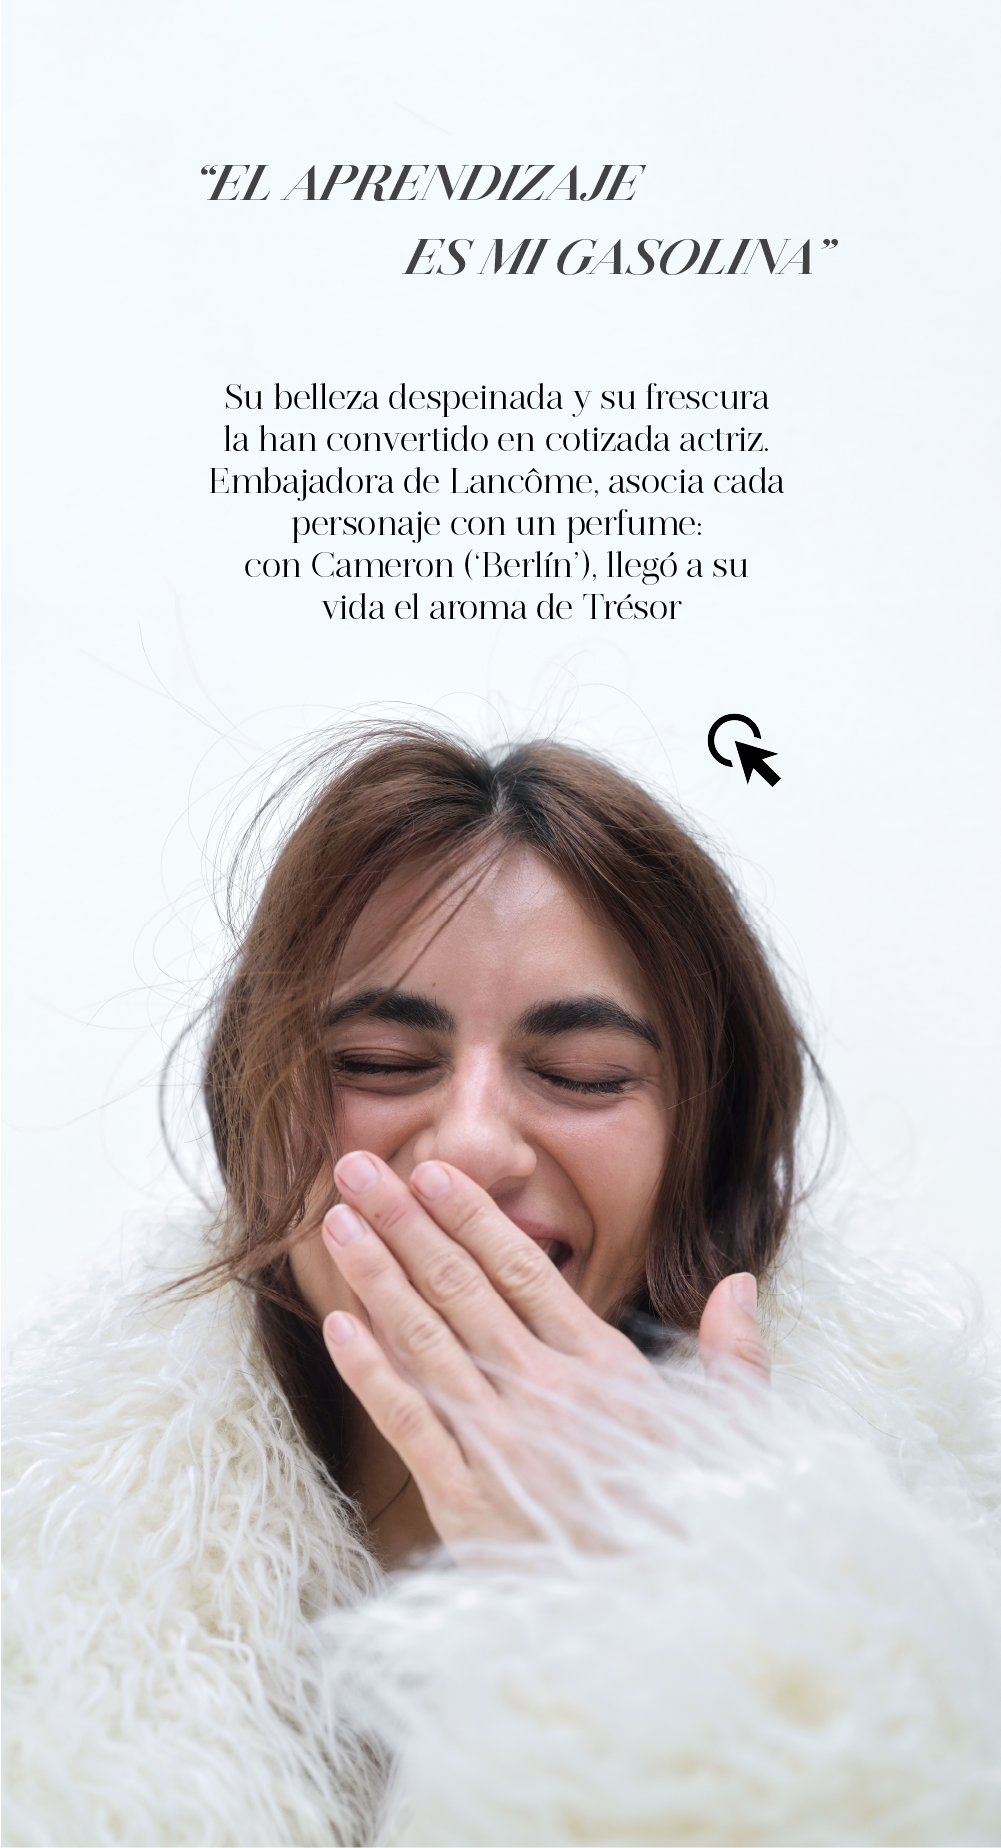 “EL APRENDIZAJE
ES MI GASOLINA”
Su belleza despeinada y su frescura
la han convertido en cotizada actriz.
Embajadora de Lancôme, asocia cada
personaje con un perfume:
con Cameron (‘Berlín’), llegó a su
vida el aroma de Trésor